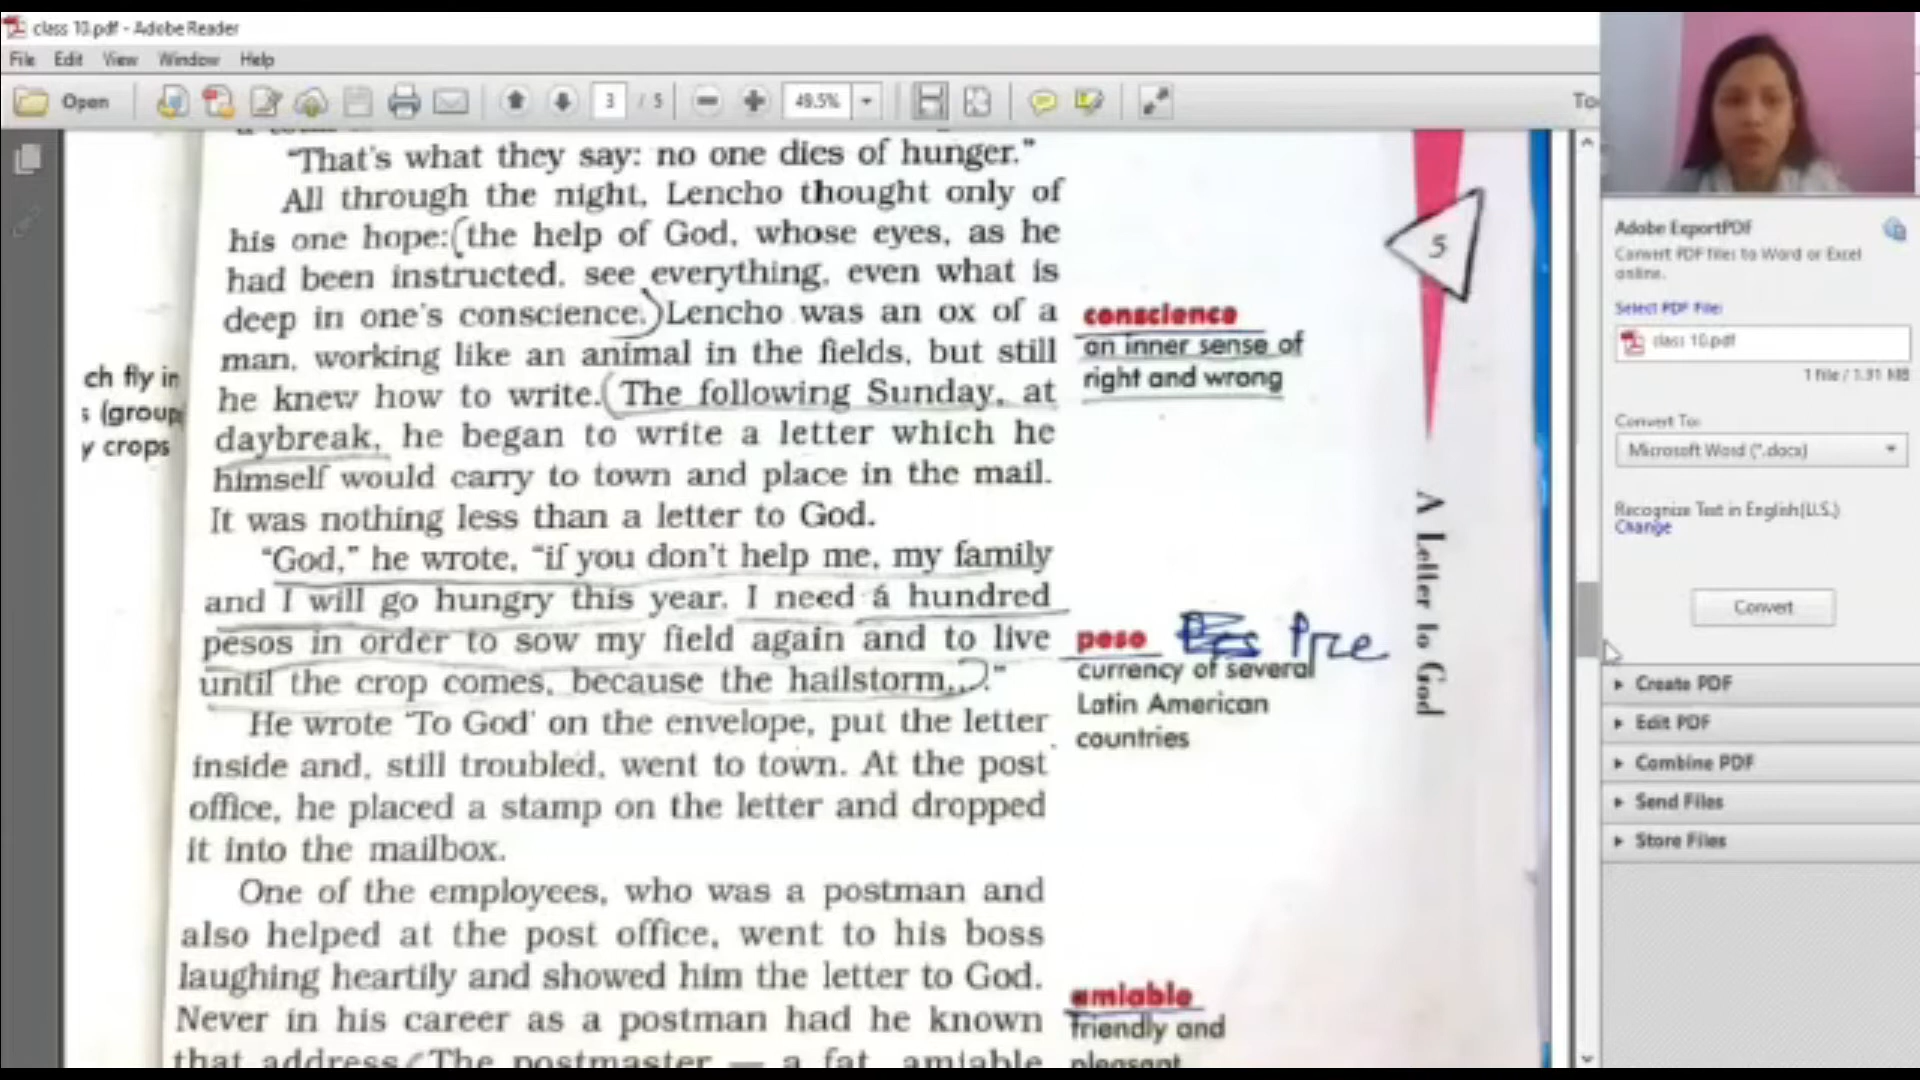 class 10.pdf - Adobe Reader
File Edit View Window Help
Open 3 / 5 49.5% To
"That's what they say: no one dies of hunger."
All through the night, Lencho thought only of
his one hope: the help of God, whose eyes, as he
had been instructed, see everything, even what is
deep in one's conscience. Lencho was an ox of a
man, working like an animal in the fields, but still
he knew how to write. The following Sunday, at
daybreak, he began to write a letter which he
himself would carry to town and place in the mail.
It was nothing less than a letter to God.
"God," he wrote, "if you don't help me, my family
and I will go hungry this year. I need a hundred
pesos in order to sow my field again and to live
until the crop comes, because the hailstorm...."
He wrote 'To God' on the envelope, put the letter
inside and, still troubled, went to town. At the post
office, he placed a stamp on the letter and dropped
it into the mailbox.
One of the employees, who was a postman and
also helped at the post office, went to his boss
laughing heartily and showed him the letter to God.
Never in his career as a postman had he known
that address. The postmaster — a fat, amiable
ch fly in
s (group
y crops
conscience
an inner sense of
right and wrong
peso
currency of several
Latin American
countries
amiable
friendly and
pleasant
5
A Letter to God
Adobe ExportPDF
Convert PDF files to Word or Excel
online.
Select PDF File:
class 10.pdf
1 file / 1.91 MB
Convert To:
Microsoft Word (*.docx)
Recognize Text in English(U.S.)
Change
Convert
Create PDF
Edit PDF
Combine PDF
Send Files
Store Files